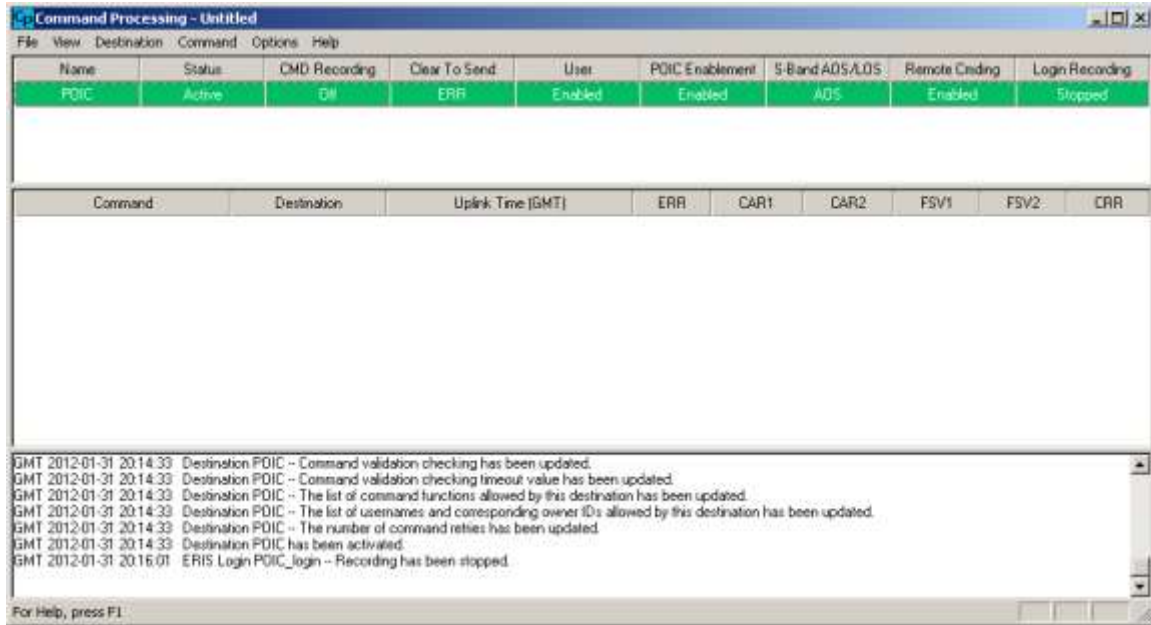 Cp Command Processing - Untitled
File View Destination Command Options Help
Name Status CMD Recording Clear To Send User POIC Enablement S-Band AOS/LOS Remote Cmding Login Recording
POIC Active Off ERR Enabled Enabled AOS Enabled Stopped
Command Destination Uplink Time (GMT) ERR CAR1 CAR2 FSV1 FSV2 CRR
GMT 2012-01-31 20:14:33 Destination POIC -- Command validation checking has been updated.
GMT 2012-01-31 20:14:33 Destination POIC -- Command validation checking timeout value has been updated.
GMT 2012-01-31 20:14:33 Destination POIC -- The list of command functions allowed by this destination has been updated.
GMT 2012-01-31 20:14:33 Destination POIC -- The list of usernames and corresponding owner IDs allowed by this destination has been updated.
GMT 2012-01-31 20:14:33 Destination POIC -- The number of command retries has been updated.
GMT 2012-01-31 20:14:33 Destination POIC has been activated.
GMT 2012-01-31 20:16:01 ERIS Login POIC_login -- Recording has been stopped.
For Help, press F1